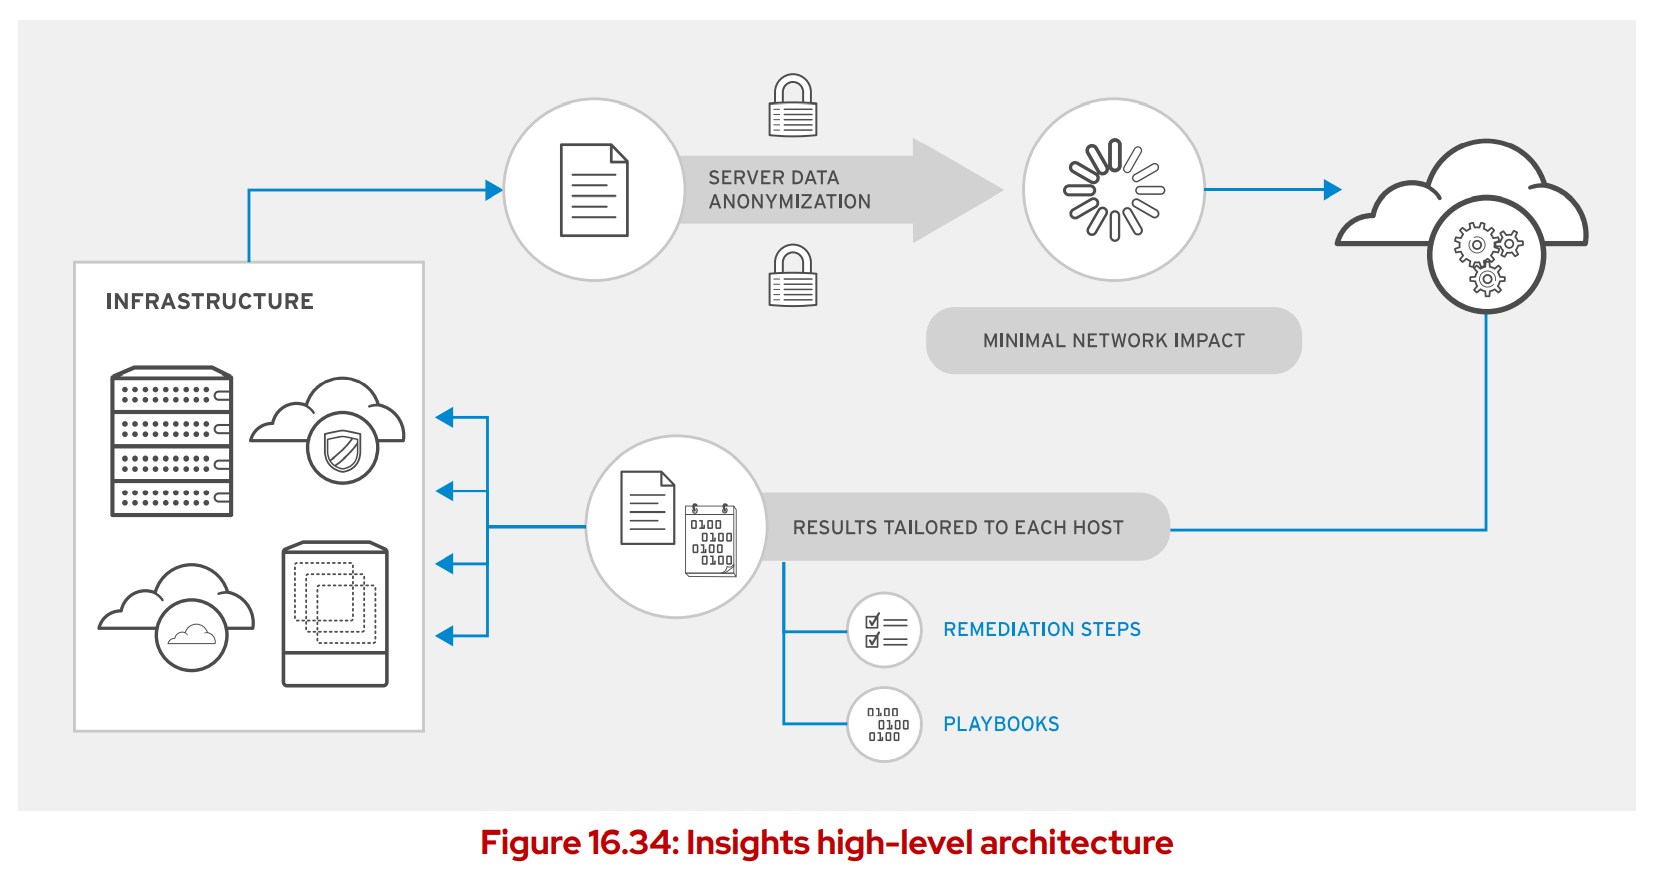 SERVER DATA
ANONYMIZATION
INFRASTRUCTURE
MINIMAL NETWORK IMPACT
0100
0100
0100
0100
RESULTS TAILORED TO EACH HOST
REMEDIATION STEPS
0100
0100
0100
PLAYBOOKS
Figure 16.34: Insights high-level architecture